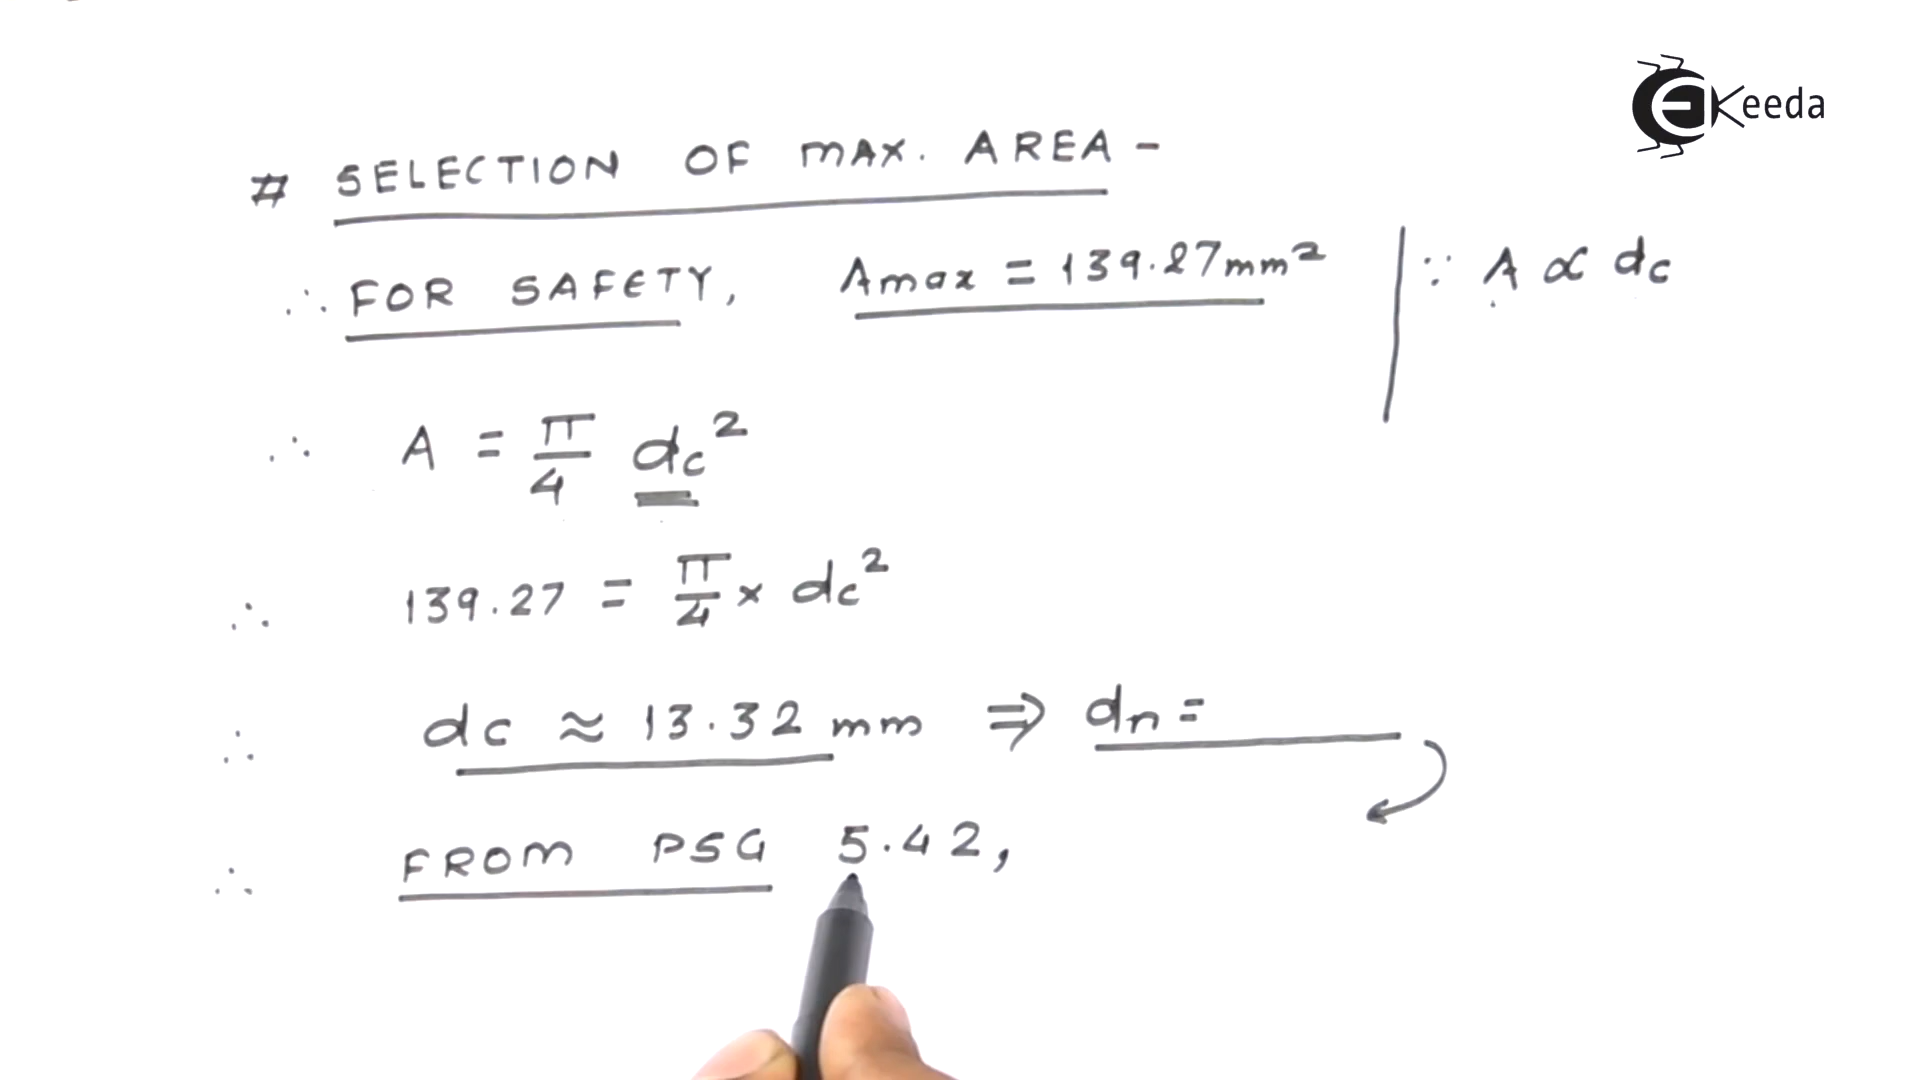 EKeeda
# SELECTION OF MAX. AREA -
∴ FOR SAFETY, Amax = 139.27mm² | ∵ A ∝ dc
∴ A = π/4 dc²
∴ 139.27 = π/4 × dc²
∴ dc ≈ 13.32 mm ⇒ dn =
∴ FROM PSG 5.42,